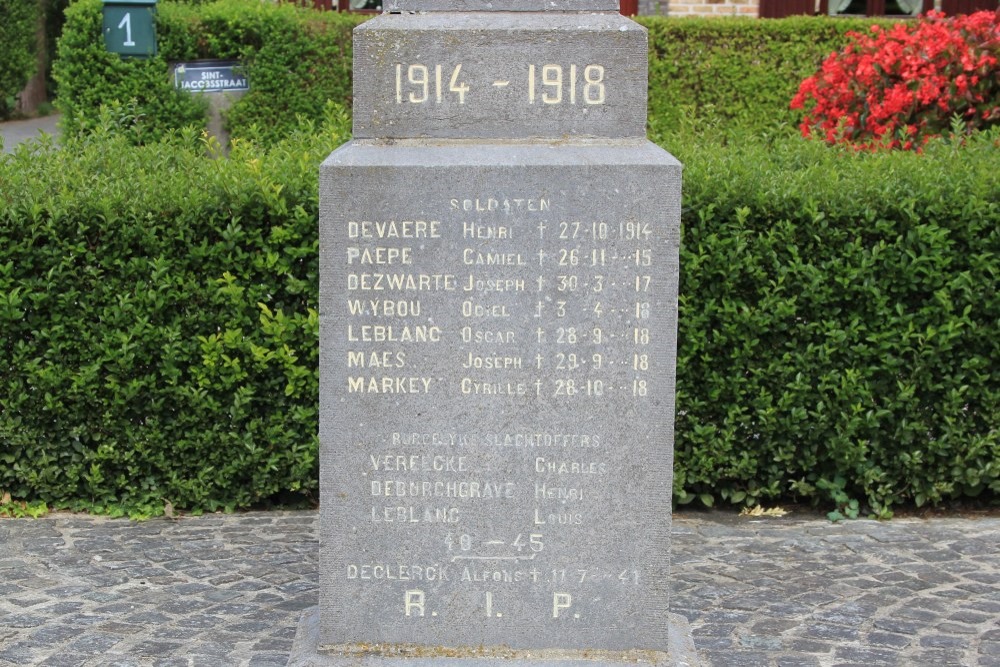 1
SINT-
JACOBSSTRAAT
1914 - 1918
SOLDATEN
DEVAERE HENRI † 27-10-1914
PAEPE CAMIEL † 26-11-15
DEZWARTE JOSEPH † 30-3-17
WYBOU ODIEL † 3-4-18
LEBLANC OSCAR † 28-9-18
MAES JOSEPH † 29-9-18
MARKEY CYRILLE † 28-10-18
BURGELYKE SLACHTOFFERS
VEREECKE CHARLES
DEBURCHGRAVE HENRI
LEBLANC LOUIS
40-45
DECLERCK ALFONS † 11-7-41
R. I. P.